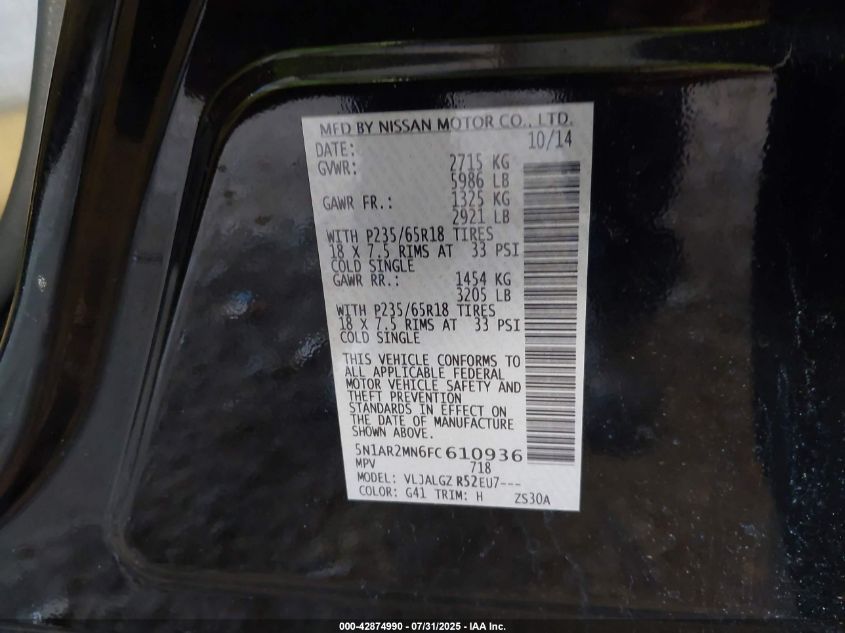 MFD BY NISSAN MOTOR CO., LTD.
DATE: 10/14
GVWR: 2715 KG
5986 LB
GAWR FR.: 1325 KG
2921 LB
WITH P235/65R18 TIRES
18 X 7.5 RIMS AT 33 PSI
COLD SINGLE
GAWR RR.: 1454 KG
3205 LB
WITH P235/65R18 TIRES
18 X 7.5 RIMS AT 33 PSI
COLD SINGLE
THIS VEHICLE CONFORMS TO
ALL APPLICABLE FEDERAL
MOTOR VEHICLE SAFETY AND
THEFT PREVENTION
STANDARDS IN EFFECT ON
THE DATE OF MANUFACTURE
SHOWN ABOVE.
5N1AR2MN6FC610936
MPV 718
MODEL: VLJALGZ R52EU7---
COLOR: G41 TRIM: H ZS30A
000-42874990 - 07/31/2025 - IAA Inc.